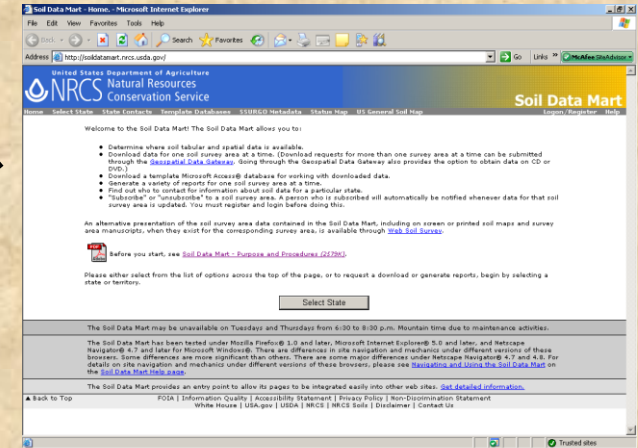 Soil Data Mart - Home. - Microsoft Internet Explorer
File Edit View Favorites Tools Help
Back Search Favorites
Address http://soildatamart.nrcs.usda.gov/ Go Links » McAfee SiteAdvisor
United States Department of Agriculture
NRCS Natural Resources
Conservation Service
Soil Data Mart
Home Select State State Contacts Template Databases SSURGO Metadata Status Map US General Soil Map Logon/Register Help
Welcome to the Soil Data Mart! The Soil Data Mart allows you to:
• Determine where soil tabular and spatial data is available.
• Download data for one soil survey area at a time. (Download requests for more than one survey area at a time can be submitted
through the Geospatial Data Gateway. Going through the Geospatial Data Gateway also provides the option to obtain data on CD or
DVD.)
• Download a template Microsoft Access® database for working with downloaded data.
• Generate a variety of reports for one soil survey area at a time.
• Find out who to contact for information about soil data for a particular state.
• "Subscribe" or "unsubscribe" to a soil survey area. A person who is subscribed will automatically be notified whenever data for that soil
survey area is updated. You must register and login before doing this.
An alternative presentation of the soil survey area data contained in the Soil Data Mart, including on screen or printed soil maps and survey
area manuscripts, when they exist for the corresponding survey area, is available through Web Soil Survey.
Before you start, see Soil Data Mart - Purpose and Procedures (2579K).
Please either select from the list of options across the top of the page, or to request a download or generate reports, begin by selecting a
state or territory.
Select State
The Soil Data Mart may be unavailable on Tuesdays and Thursdays from 6:30 to 8:30 p.m. Mountain time due to maintenance activities.
The Soil Data Mart has been tested under Mozilla Firefox® 1.0 and later, Microsoft Internet Explorer® 5.0 and later, and Netscape
Navigator® 4.7 and later for Microsoft Windows®. There are differences in site navigation and mechanics under different versions of these
browsers. Some differences are more significant than others. There are some major differences under Netscape Navigator® 4.7 and 4.8. For
details on site navigation and mechanics under different versions of these browsers, please see Navigating and Using the Soil Data Mart on
the Soil Data Mart Help page.
The Soil Data Mart provides an entry point to allow its pages to be integrated easily into other web sites. Get detailed information.
▲ Back to Top FOIA | Information Quality | Accessibility Statement | Privacy Policy | Non-Discrimination Statement
White House | USA.gov | USDA | NRCS | NRCS Soils | Disclaimer | Contact Us
Trusted sites